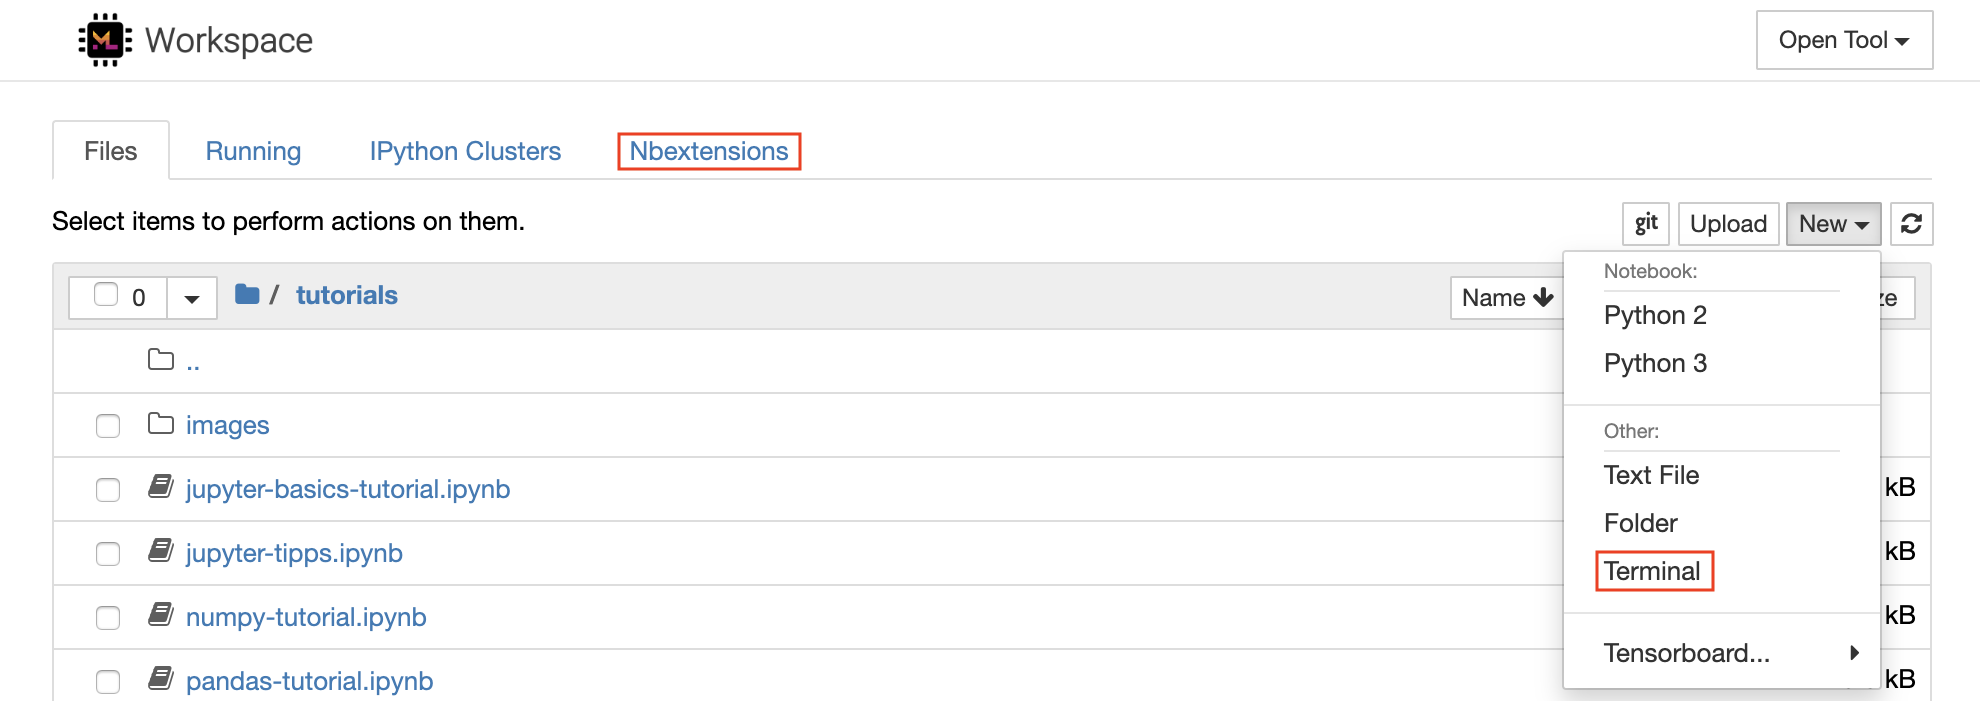 ML Workspace
Open Tool
Files Running IPython Clusters Nbextensions
Select items to perform actions on them.
git Upload New
0 / tutorials
Name
ze
Notebook:
Python 2
Python 3
Other:
Text File
Folder
Terminal
Tensorboard...
..
images
jupyter-basics-tutorial.ipynb
kB
jupyter-tipps.ipynb
kB
numpy-tutorial.ipynb
kB
pandas-tutorial.ipynb
kB